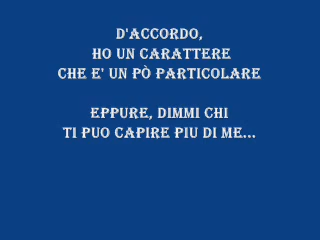 D'ACCORDO,
HO UN CARATTERE
CHE E' UN PÒ PARTICOLARE
EPPURE, DIMMI CHI
TI PUO CAPIRE PIU DI ME...